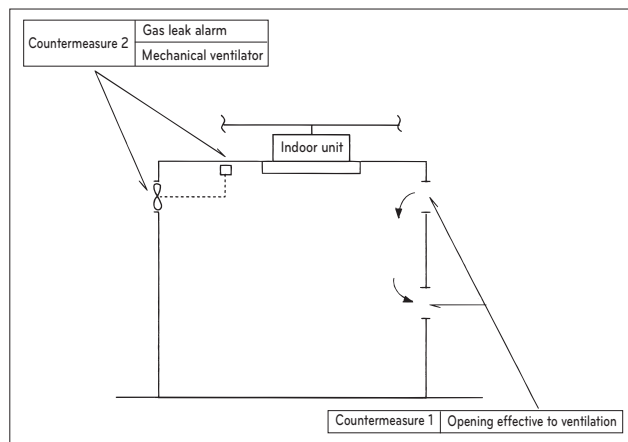 Countermeasure 2
Gas leak alarm
Mechanical ventilator
Indoor unit
Countermeasure 1
Opening effective to ventilation